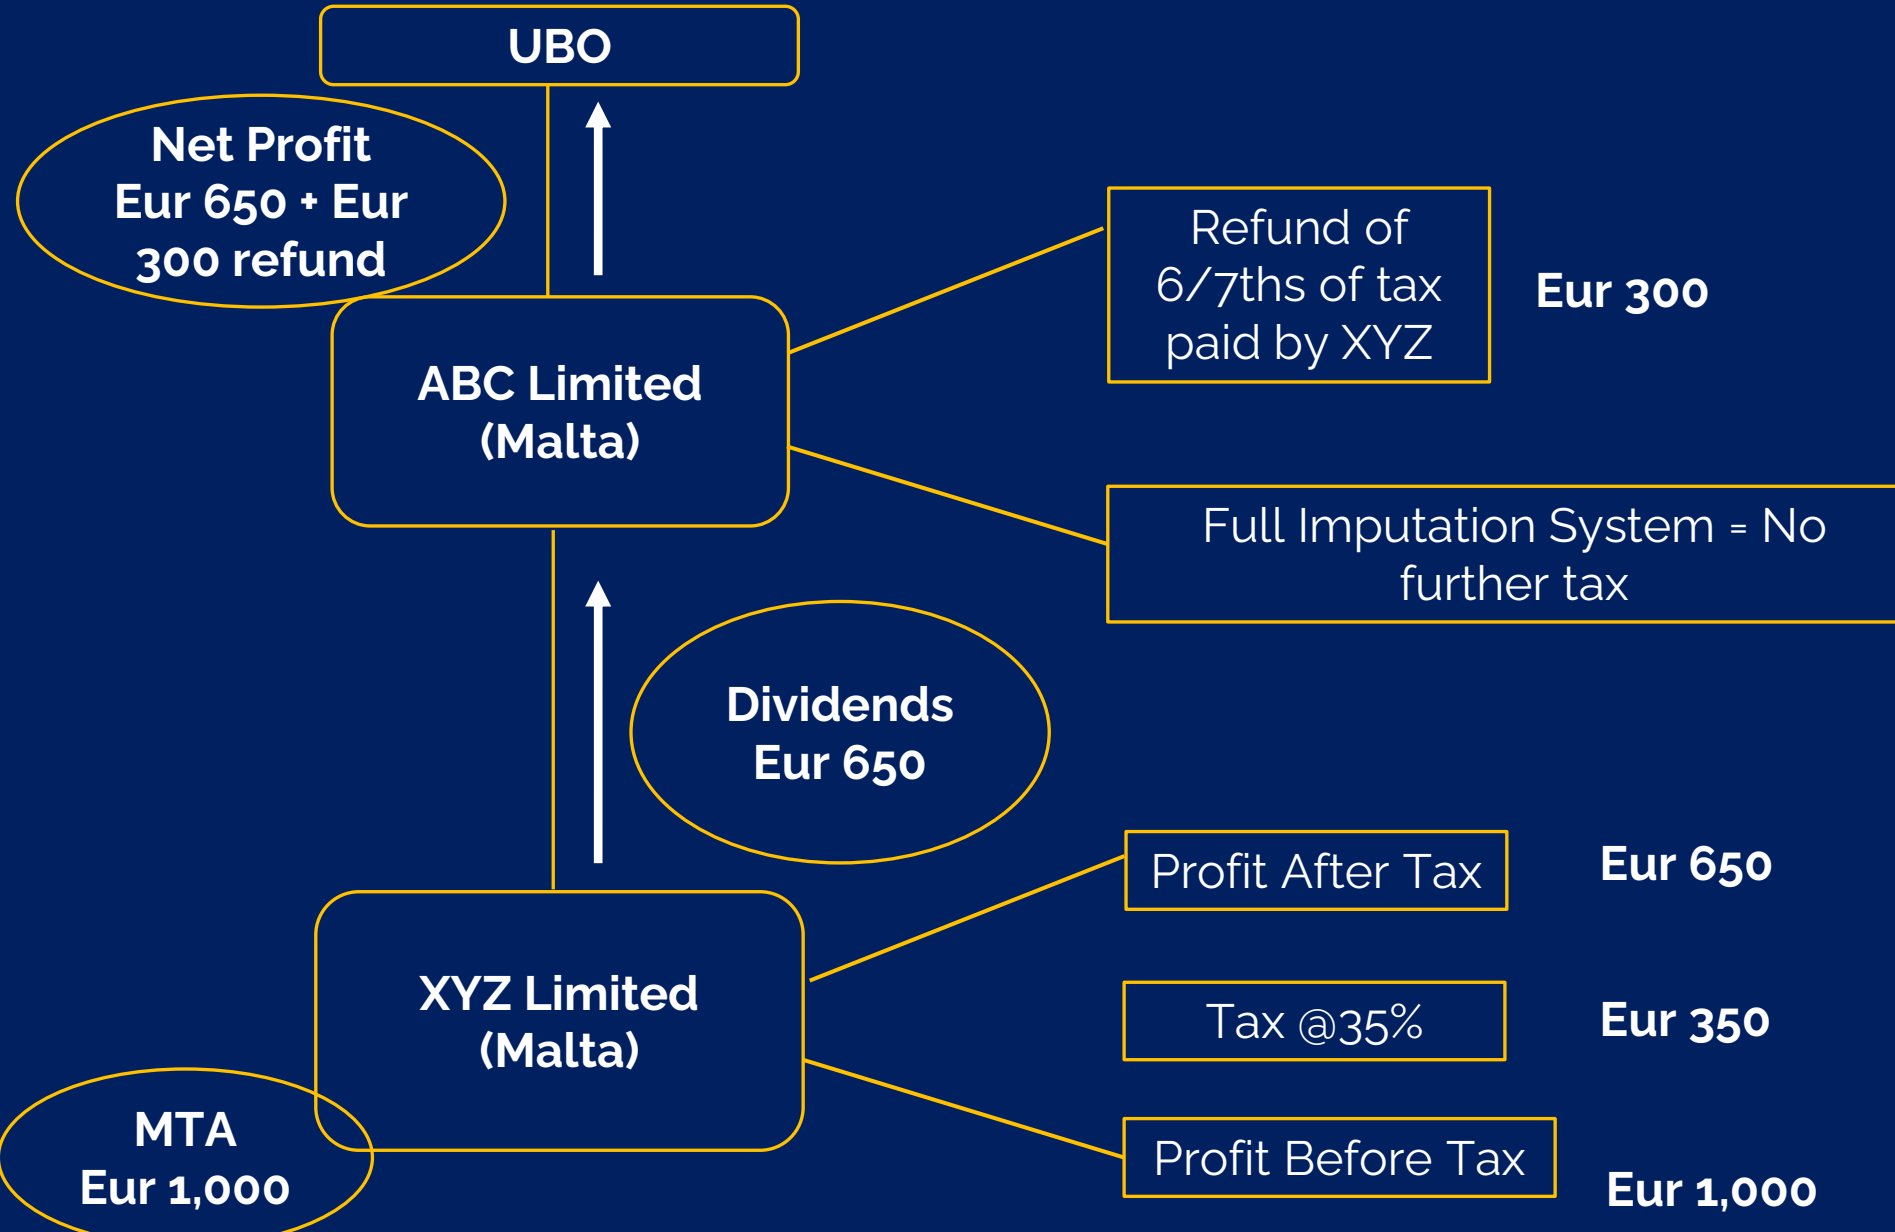 UBO
Net Profit
Eur 650 + Eur
300 refund
Refund of
6/7ths of tax
paid by XYZ
Eur 300
ABC Limited
(Malta)
Full Imputation System = No
further tax
Dividends
Eur 650
Profit After Tax
Eur 650
XYZ Limited
(Malta)
Tax @35%
Eur 350
MTA
Eur 1,000
Profit Before Tax
Eur 1,000